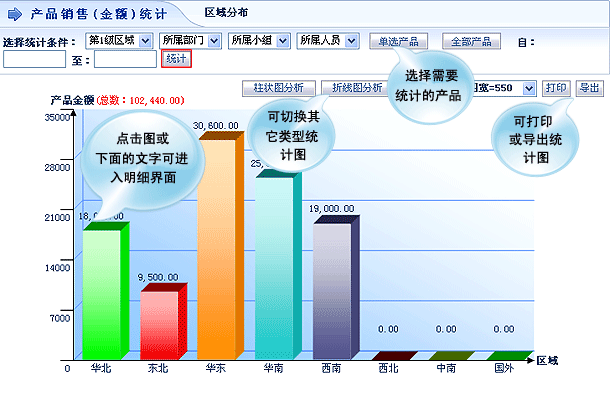 产品销售(金额)统计
区域分布
选择统计条件： 第1级区域 所属部门 所属小组 所属人员 单选产品 全部产品 自：
至： 统计
柱状图分析 折线图分析 图宽=550 打印 导出
选择需要
统计的产品
可切换其
它类型统
计图
可打印
或导出统
计图
点击图或
下面的文字可进
入明细界面
产品金额(总数：102,440.00)
35000
28000
21000
14000
7000
0
9,500.00
30,600.00
19,000.00
0.00
0.00
0.00
华北 东北 华东 华南 西南 西北 中南 国外
区域